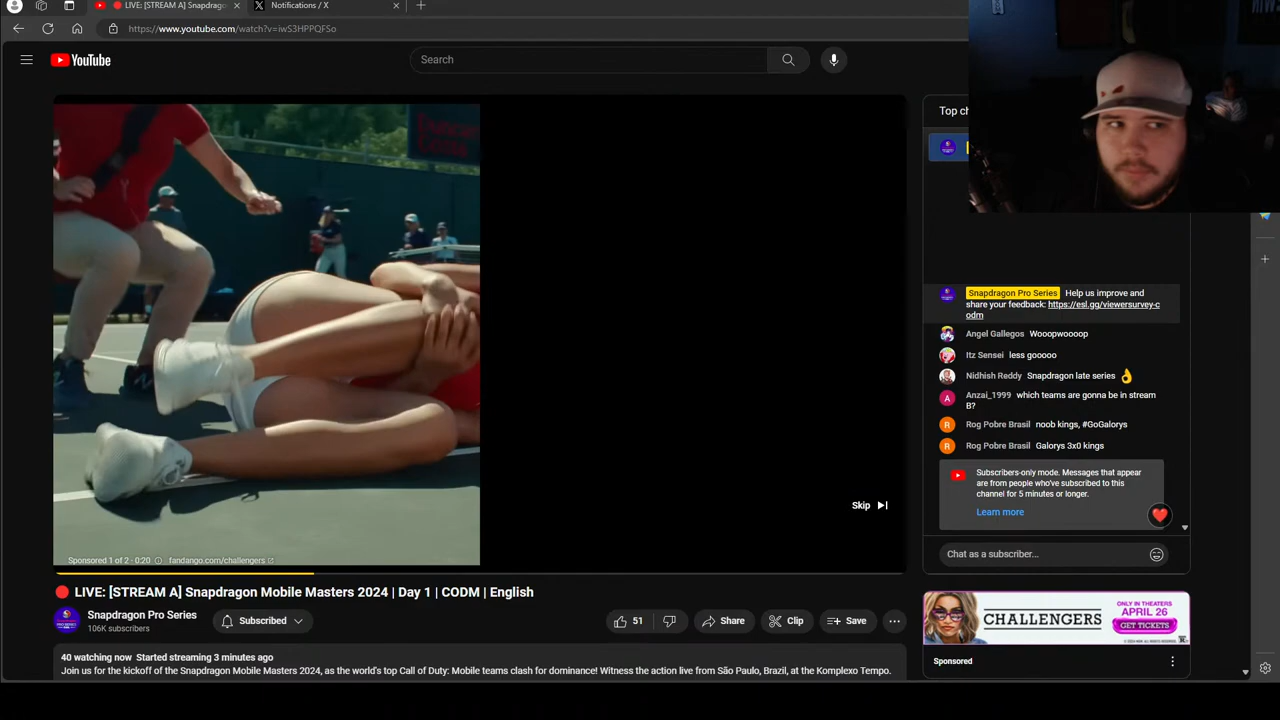 LIVE: [STREAM A] Snapdrago
Notifications / X
https://www.youtube.com/watch?v=iwS3HPPQFSo
YouTube
Search
Top ch
Snapdragon Pro Series Help us improve and
share your feedback: https://esl.gg/viewersurvey-c
odm
Angel Gallegos Wooopwoooop
Itz Sensei less gooooo
Nidhish Reddy Snapdragon late series 👌
Anzai_1999 which teams are gonna be in stream
B?
Rog Pobre Brasil noob kings, #GoGalorys
Rog Pobre Brasil Galorys 3x0 kings
Subscribers-only mode. Messages that appear
are from people who've subscribed to this
channel for 5 minutes or longer.
Learn more
Chat as a subscriber...
Skip
Sponsored 1 of 2 · 0:20 fandango.com/challengers
LIVE: [STREAM A] Snapdragon Mobile Masters 2024 | Day 1 | CODM | English
Snapdragon Pro Series
106K subscribers
Subscribed
51
Share
Clip
Save
40 watching now Started streaming 3 minutes ago
Join us for the kickoff of the Snapdragon Mobile Masters 2024, as the world's top Call of Duty: Mobile teams clash for dominance! Witness the action live from São Paulo, Brazil, at the Komplexo Tempo.
CHALLENGERS
ONLY IN THEATERS
APRIL 26
GET TICKETS
Sponsored